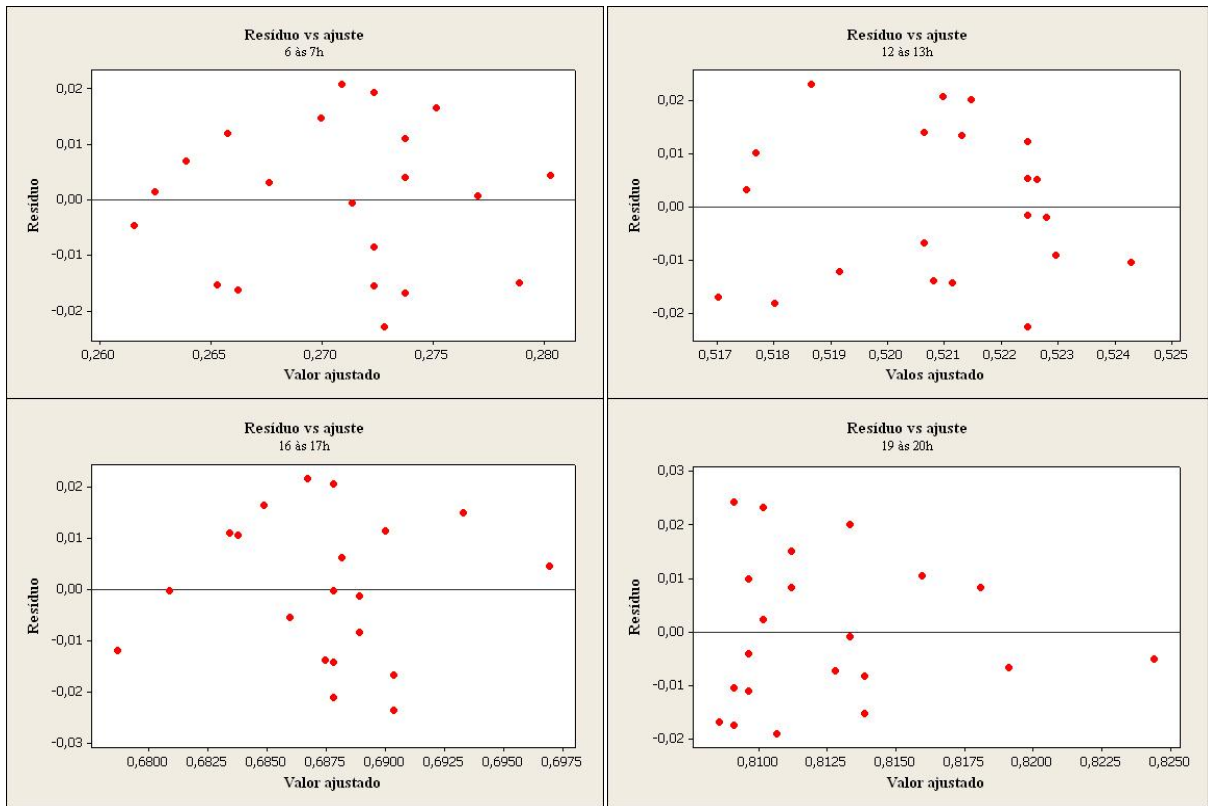 Resíduo vs ajuste
6 às 7h
0,02
0,01
0,00
-0,01
-0,02
Resíduo
0,260 0,265 0,270 0,275 0,280
Valor ajustado
Resíduo vs ajuste
12 às 13h
0,02
0,01
0,00
-0,01
-0,02
Resíduo
0,517 0,518 0,519 0,520 0,521 0,522 0,523 0,524 0,525
Valos ajustado
Resíduo vs ajuste
16 às 17h
0,02
0,01
0,00
-0,01
-0,02
-0,03
Resíduo
0,6800 0,6825 0,6850 0,6875 0,6900 0,6925 0,6950 0,6975
Valor ajustado
Resíduo vs ajuste
19 às 20h
0,03
0,02
0,01
0,00
-0,01
-0,02
Resíduo
0,8100 0,8125 0,8150 0,8175 0,8200 0,8225 0,8250
Valor ajustado